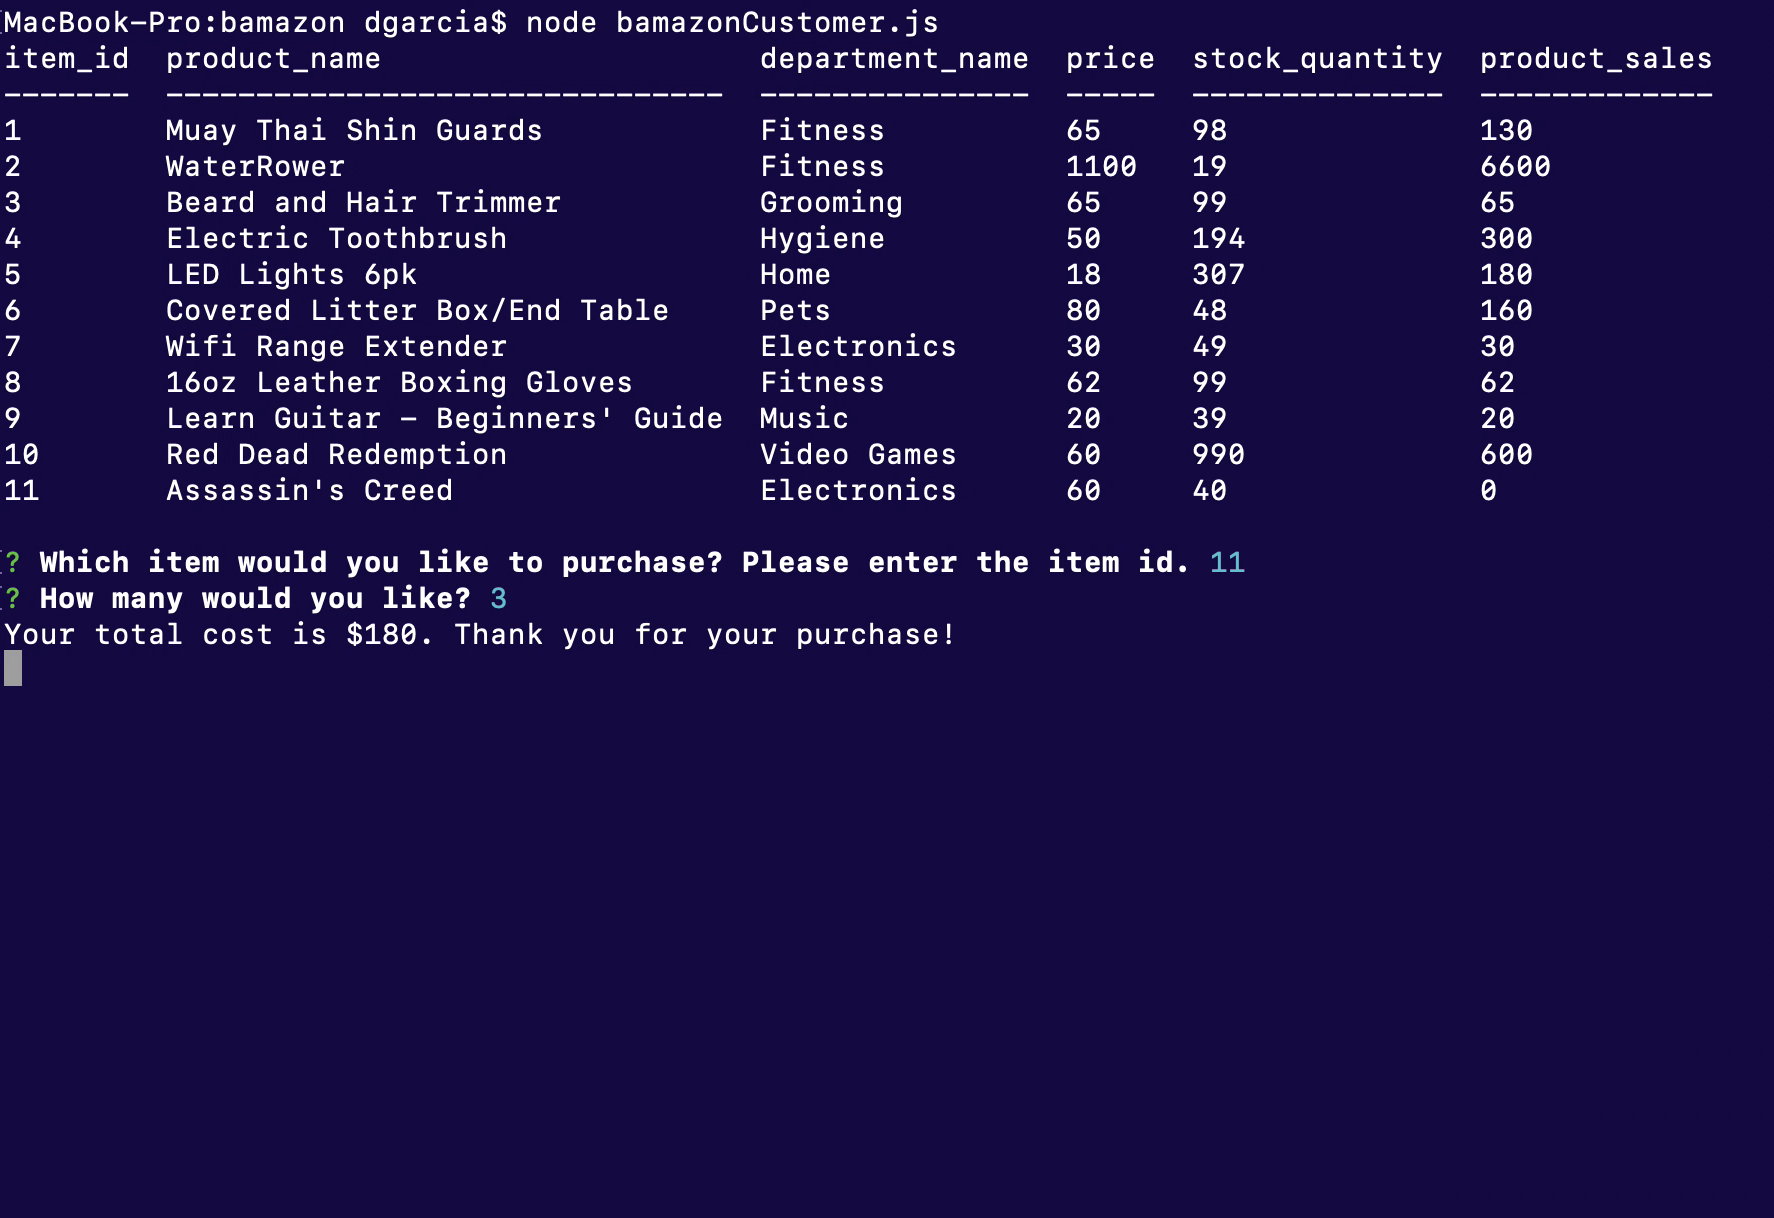 MacBook-Pro:bamazon dgarcia$ node bamazonCustomer.js
item_id  product_name                     department_name  price  stock_quantity  product_sales
-------  -------------------------------  ---------------  -----  --------------  -------------
1        Muay Thai Shin Guards            Fitness          65     98              130
2        WaterRower                       Fitness          1100   19              6600
3        Beard and Hair Trimmer           Grooming         65     99              65
4        Electric Toothbrush              Hygiene          50     194             300
5        LED Lights 6pk                   Home             18     307             180
6        Covered Litter Box/End Table     Pets             80     48              160
7        Wifi Range Extender              Electronics      30     49              30
8        16oz Leather Boxing Gloves       Fitness          62     99              62
9        Learn Guitar - Beginners' Guide  Music            20     39              20
10       Red Dead Redemption              Video Games      60     990             600
11       Assassin's Creed                 Electronics      60     40              0
? Which item would you like to purchase? Please enter the item id. 11
? How many would you like? 3
Your total cost is $180. Thank you for your purchase!